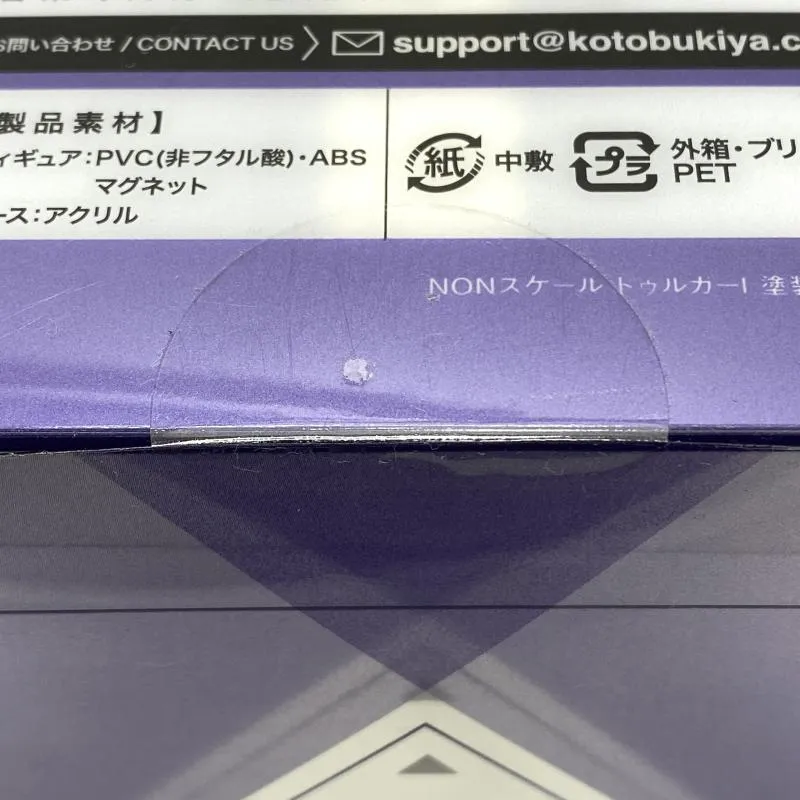 お問い合わせ / CONTACT US support@kotobukiya.c
製品素材】
ィギュア:PVC(非フタル酸)・ABS
マグネット
ース:アクリル
紙 中敷 プラ 外箱・ブリ
PET
NONスケール トゥルカーI 塗装